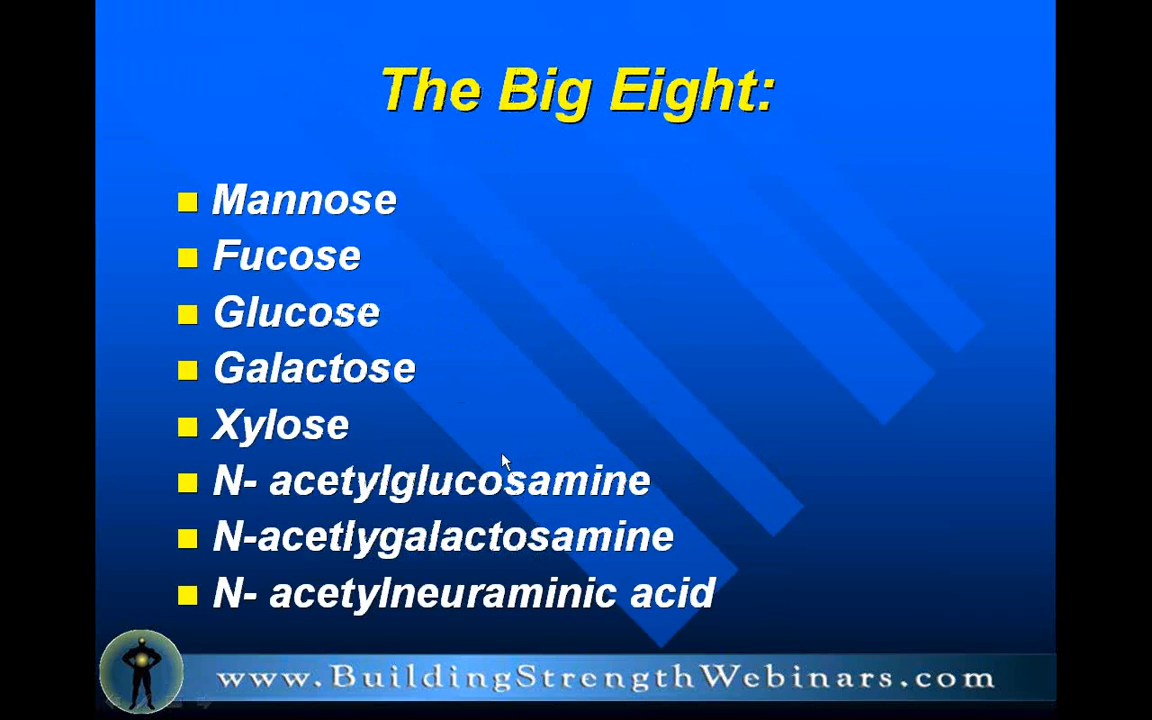 The Big Eight:
Mannose
Fucose
Glucose
Galactose
Xylose
N- acetylglucosamine
N-acetlygalactosamine
N- acetylneuraminic acid
www.BuildingStrengthWebinars.com